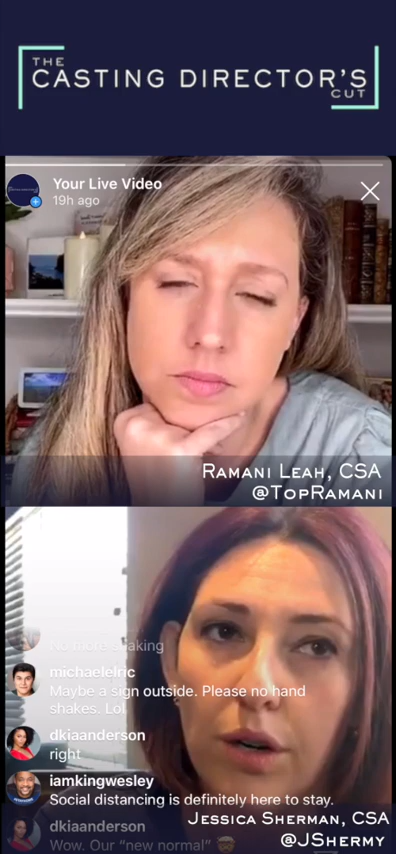 THE
CASTING DIRECTOR'S
CUT
Your Live Video
19h ago
RAMANI LEAH, CSA
@TOPRAMANI
No more shaking
michaelelric
Maybe a sign outside. Please no hand
shakes. Lol
dkiaanderson
right
iamkingwesley
Social distancing is definitely here to stay.
JESSICA SHERMAN, CSA
@JSHERMY
dkiaanderson
Wow. Our “new normal” 🤯